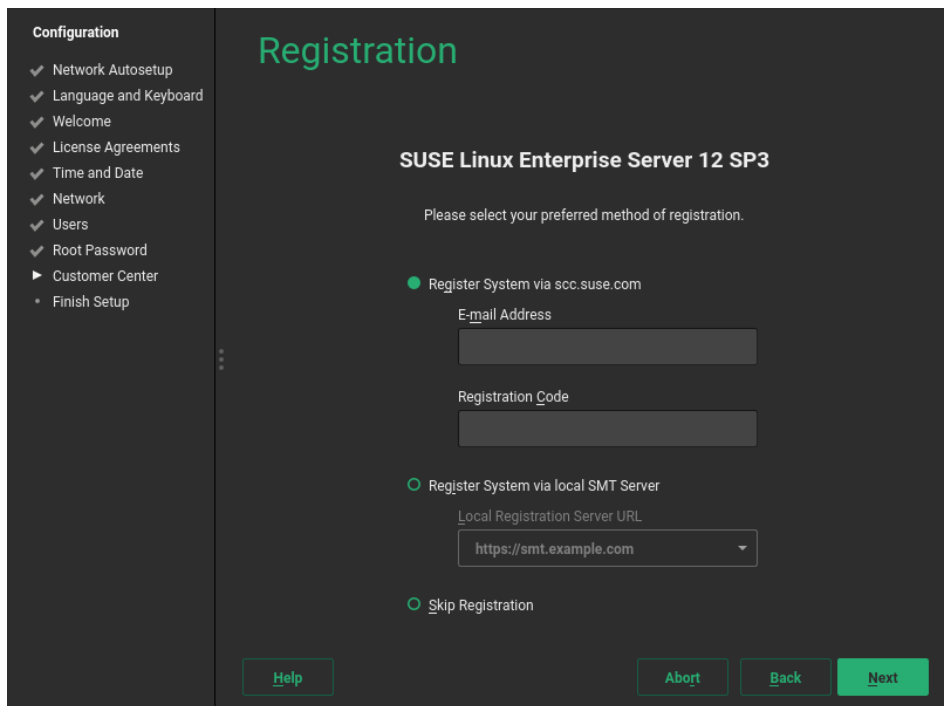 Configuration
Network Autosetup
Language and Keyboard
Welcome
License Agreements
Time and Date
Network
Users
Root Password
Customer Center
Finish Setup
Registration
SUSE Linux Enterprise Server 12 SP3
Please select your preferred method of registration.
Register System via scc.suse.com
E-mail Address
Registration Code
Register System via local SMT Server
Local Registration Server URL
https://smt.example.com
Skip Registration
Help
Abort
Back
Next